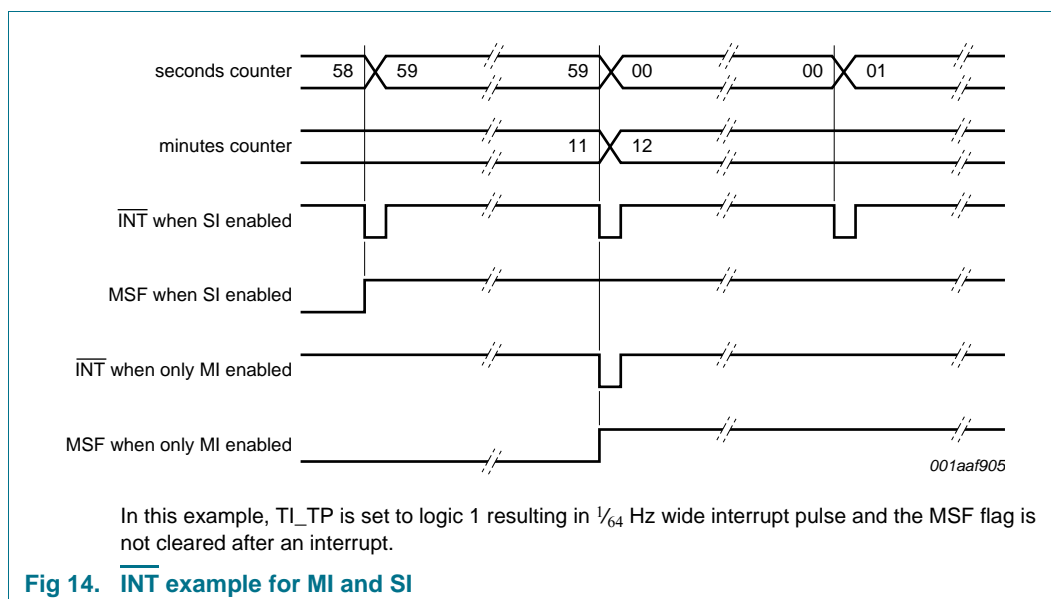 seconds counter 58 59 59 00 00 01
minutes counter 11 12
INT when SI enabled
MSF when SI enabled
INT when only MI enabled
MSF when only MI enabled
001aaf905
In this example, TI_TP is set to logic 1 resulting in 1⁄64 Hz wide interrupt pulse and the MSF flag is
not cleared after an interrupt.
Fig 14. INT example for MI and SI